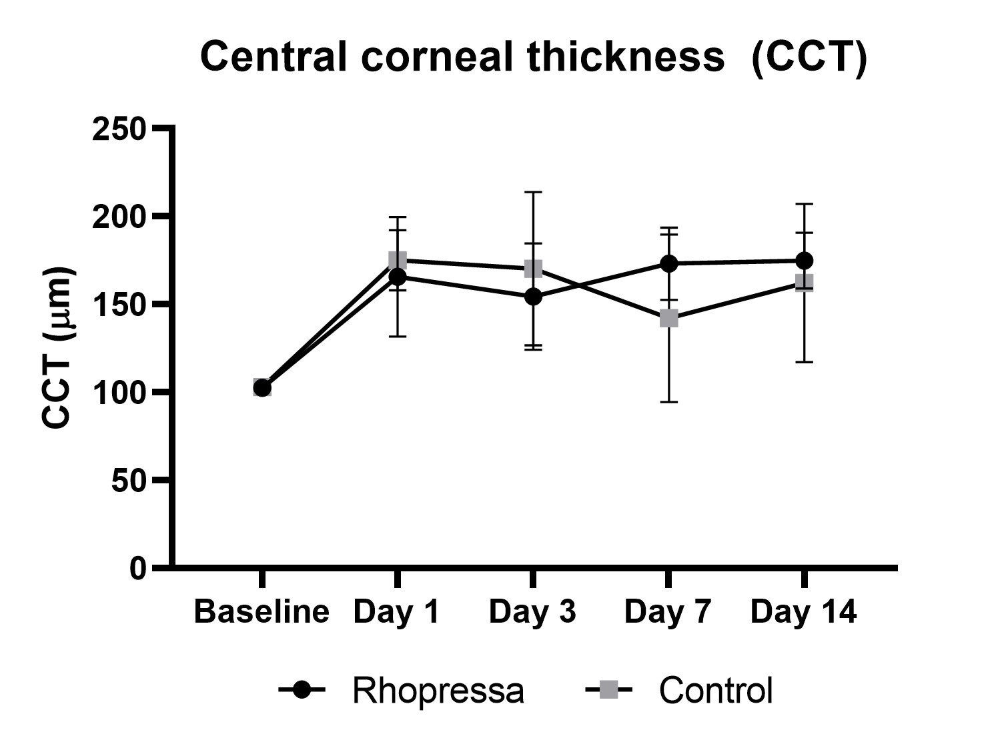 Central corneal thickness  (CCT)
250
200
150
100
50
0
CCT (μm)
Baseline Day 1 Day 3 Day 7 Day 14
Rhopressa Control